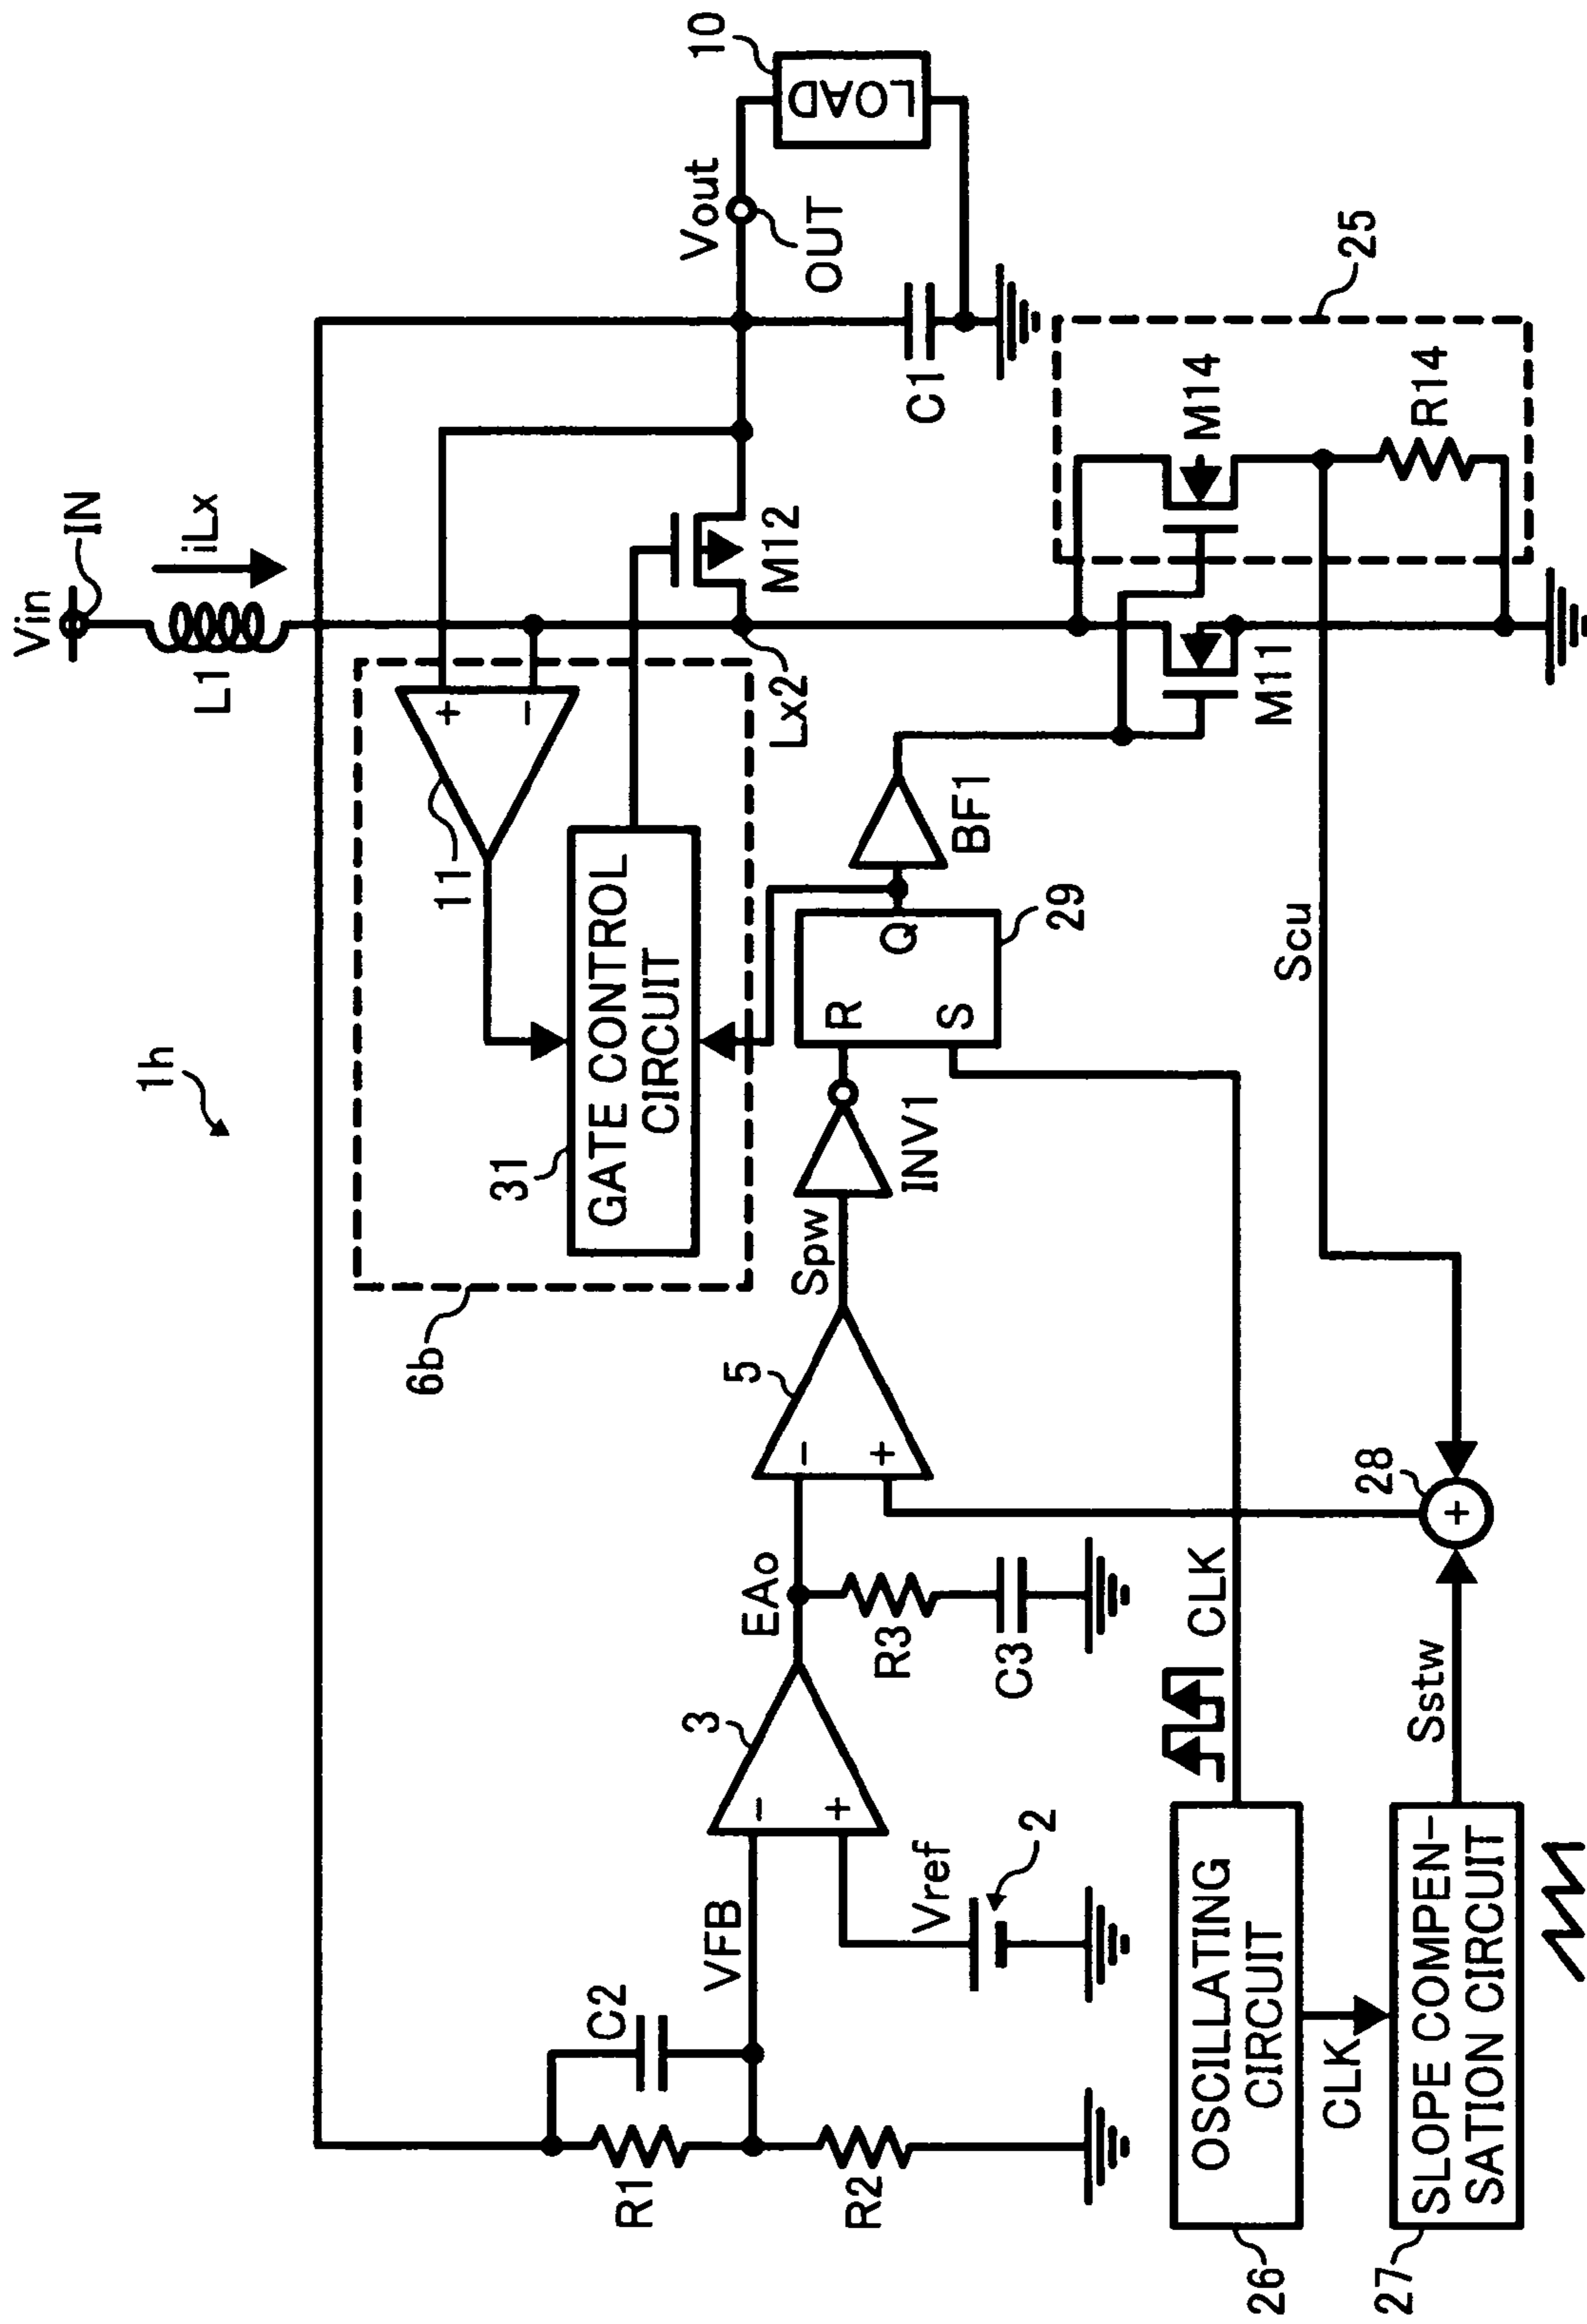 1h
Vin
IN
iLx
L1
Vout
10
LOAD
OUT
C1
M12
Lx2
+
-
11
31
GATE CONTROL
CIRCUIT
6b
25
M14
R14
M11
BF1
Q
R
S
29
INV1
Spw
5
-
+
Scu
28
+
EAo
R3
C3
3
-
+
VFB
Vref
2
C2
R1
R2
CLK
Sstw
OSCILLATING
CIRCUIT
26
CLK
SLOPE COMPEN-
SATION CIRCUIT
27